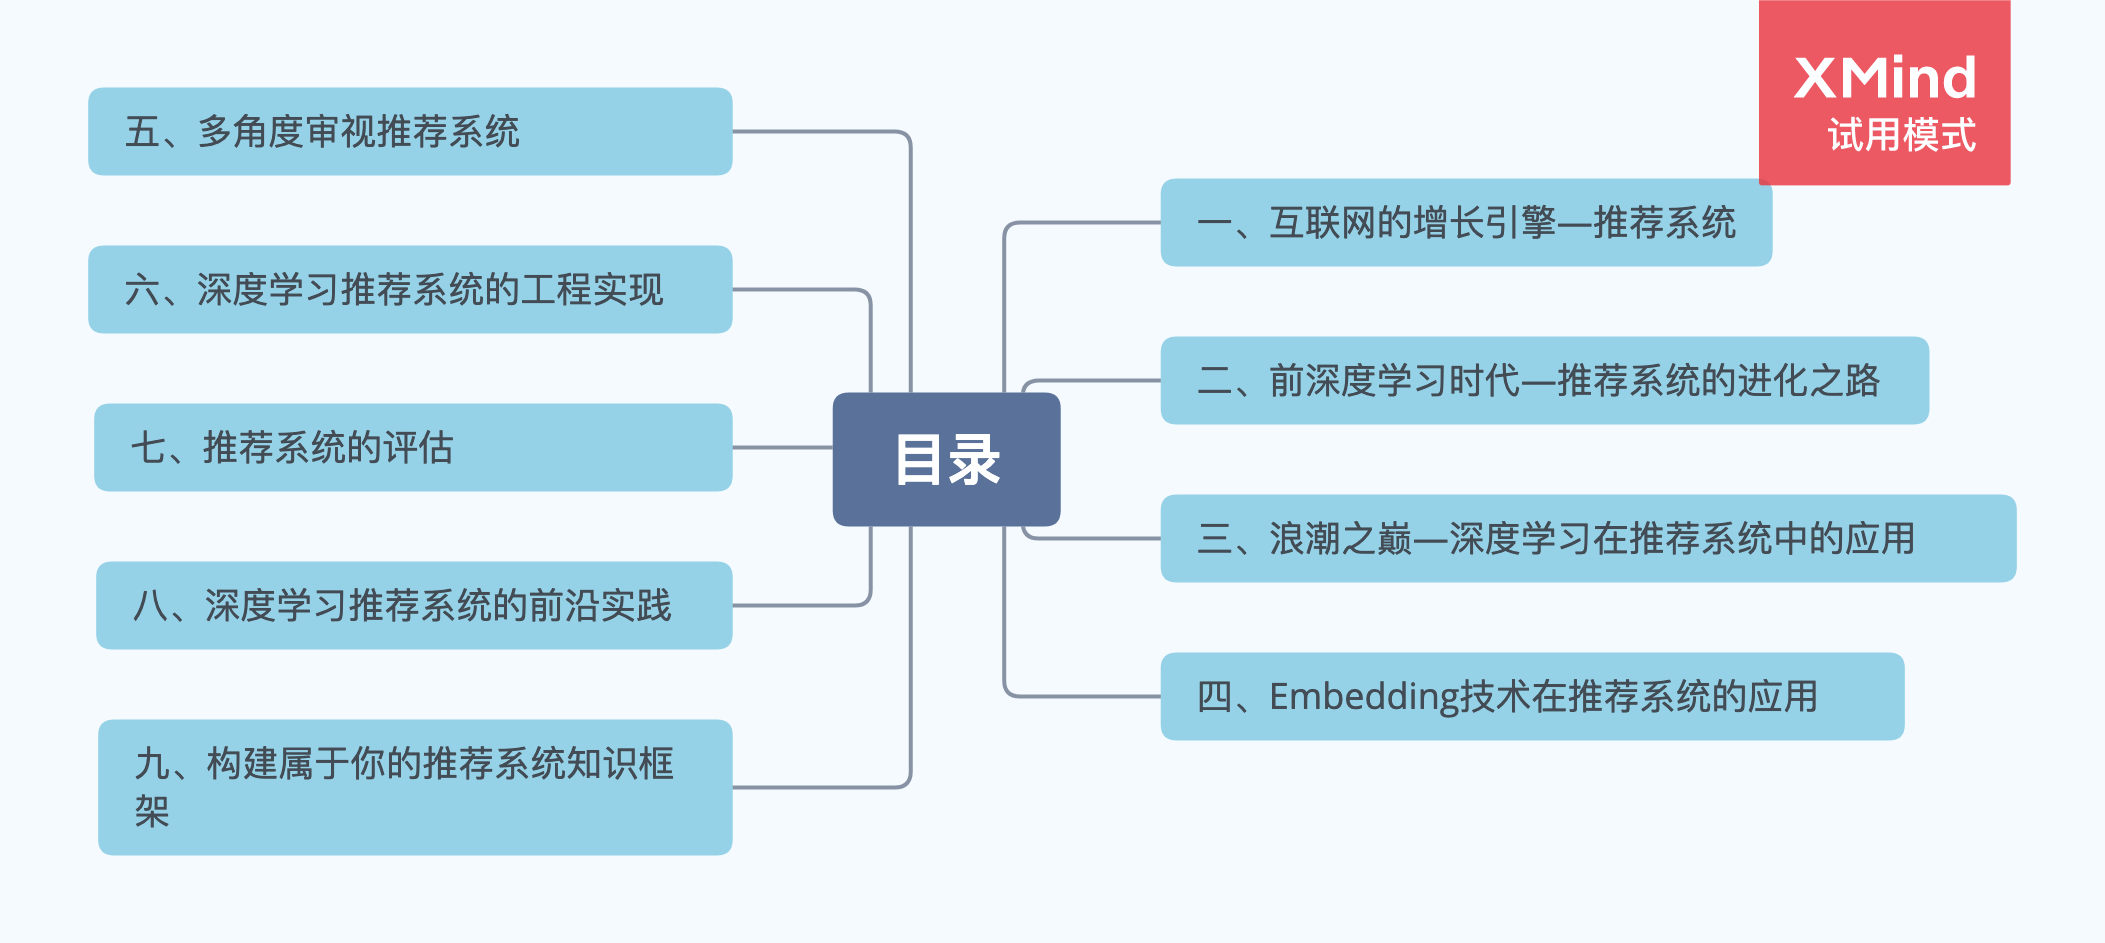 XMind
试用模式
目录
一、互联网的增长引擎—推荐系统
二、前深度学习时代—推荐系统的进化之路
三、浪潮之巅—深度学习在推荐系统中的应用
四、Embedding技术在推荐系统的应用
五、多角度审视推荐系统
六、深度学习推荐系统的工程实现
七、推荐系统的评估
八、深度学习推荐系统的前沿实践
九、构建属于你的推荐系统知识框
架